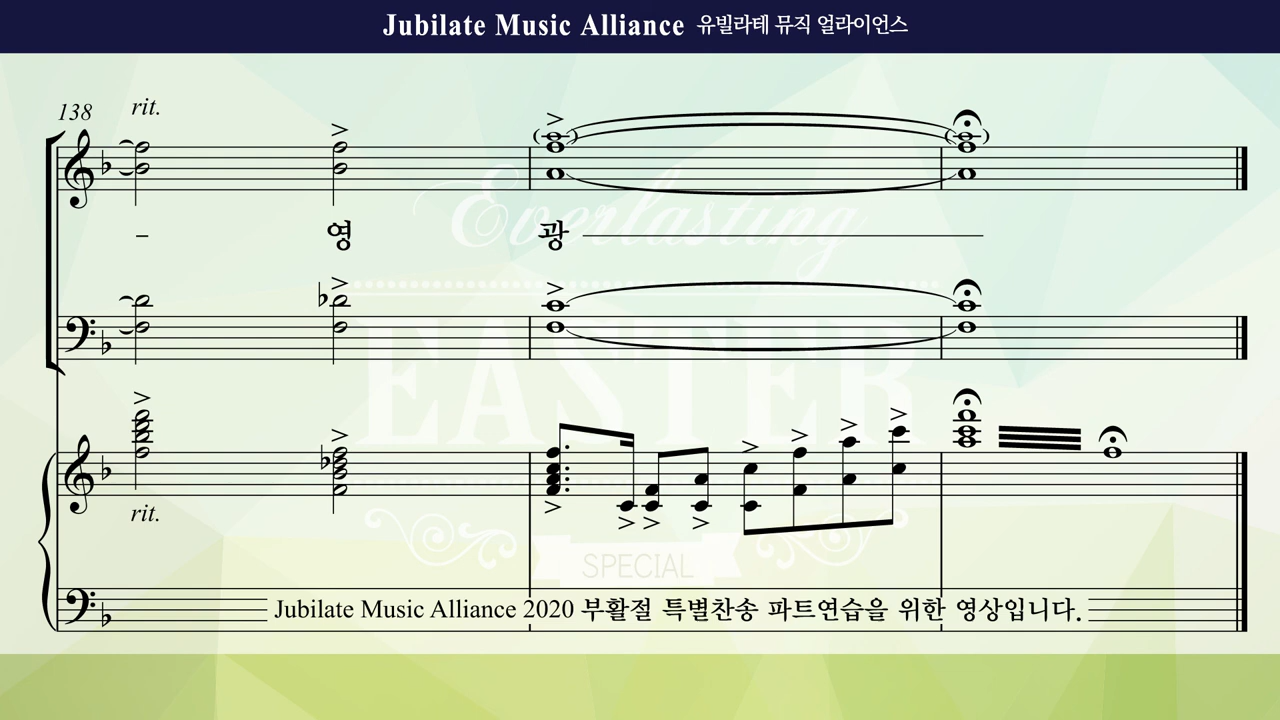 Jubilate Music Alliance 유빌라테 뮤직 얼라이언스
138 rit.
Everlasting
- 영 광
EASTER
rit.
SPECIAL
Jubilate Music Alliance 2020 부활절 특별찬송 파트연습을 위한 영상입니다.